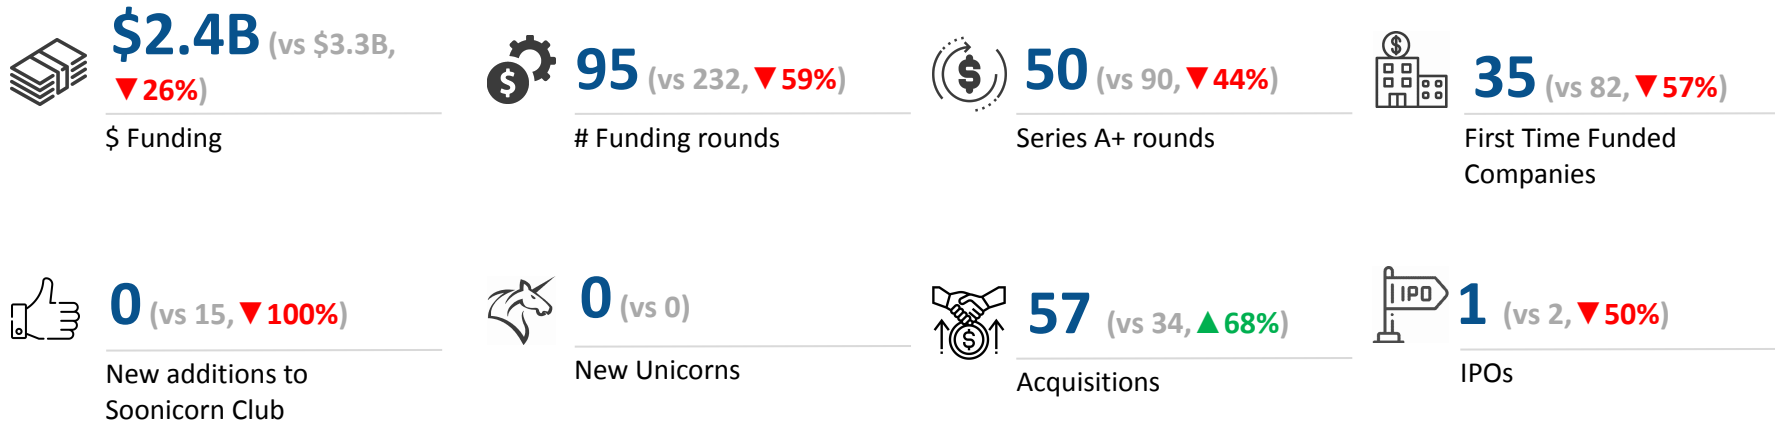 $2.4B (vs $3.3B,
▼26%)
$ Funding
95 (vs 232, ▼59%)
# Funding rounds
50 (vs 90, ▼44%)
Series A+ rounds
35 (vs 82, ▼57%)
First Time Funded
Companies
0 (vs 15, ▼100%)
New additions to
Soonicorn Club
0 (vs 0)
New Unicorns
57 (vs 34, ▲68%)
Acquisitions
IPO
1 (vs 2, ▼50%)
IPOs